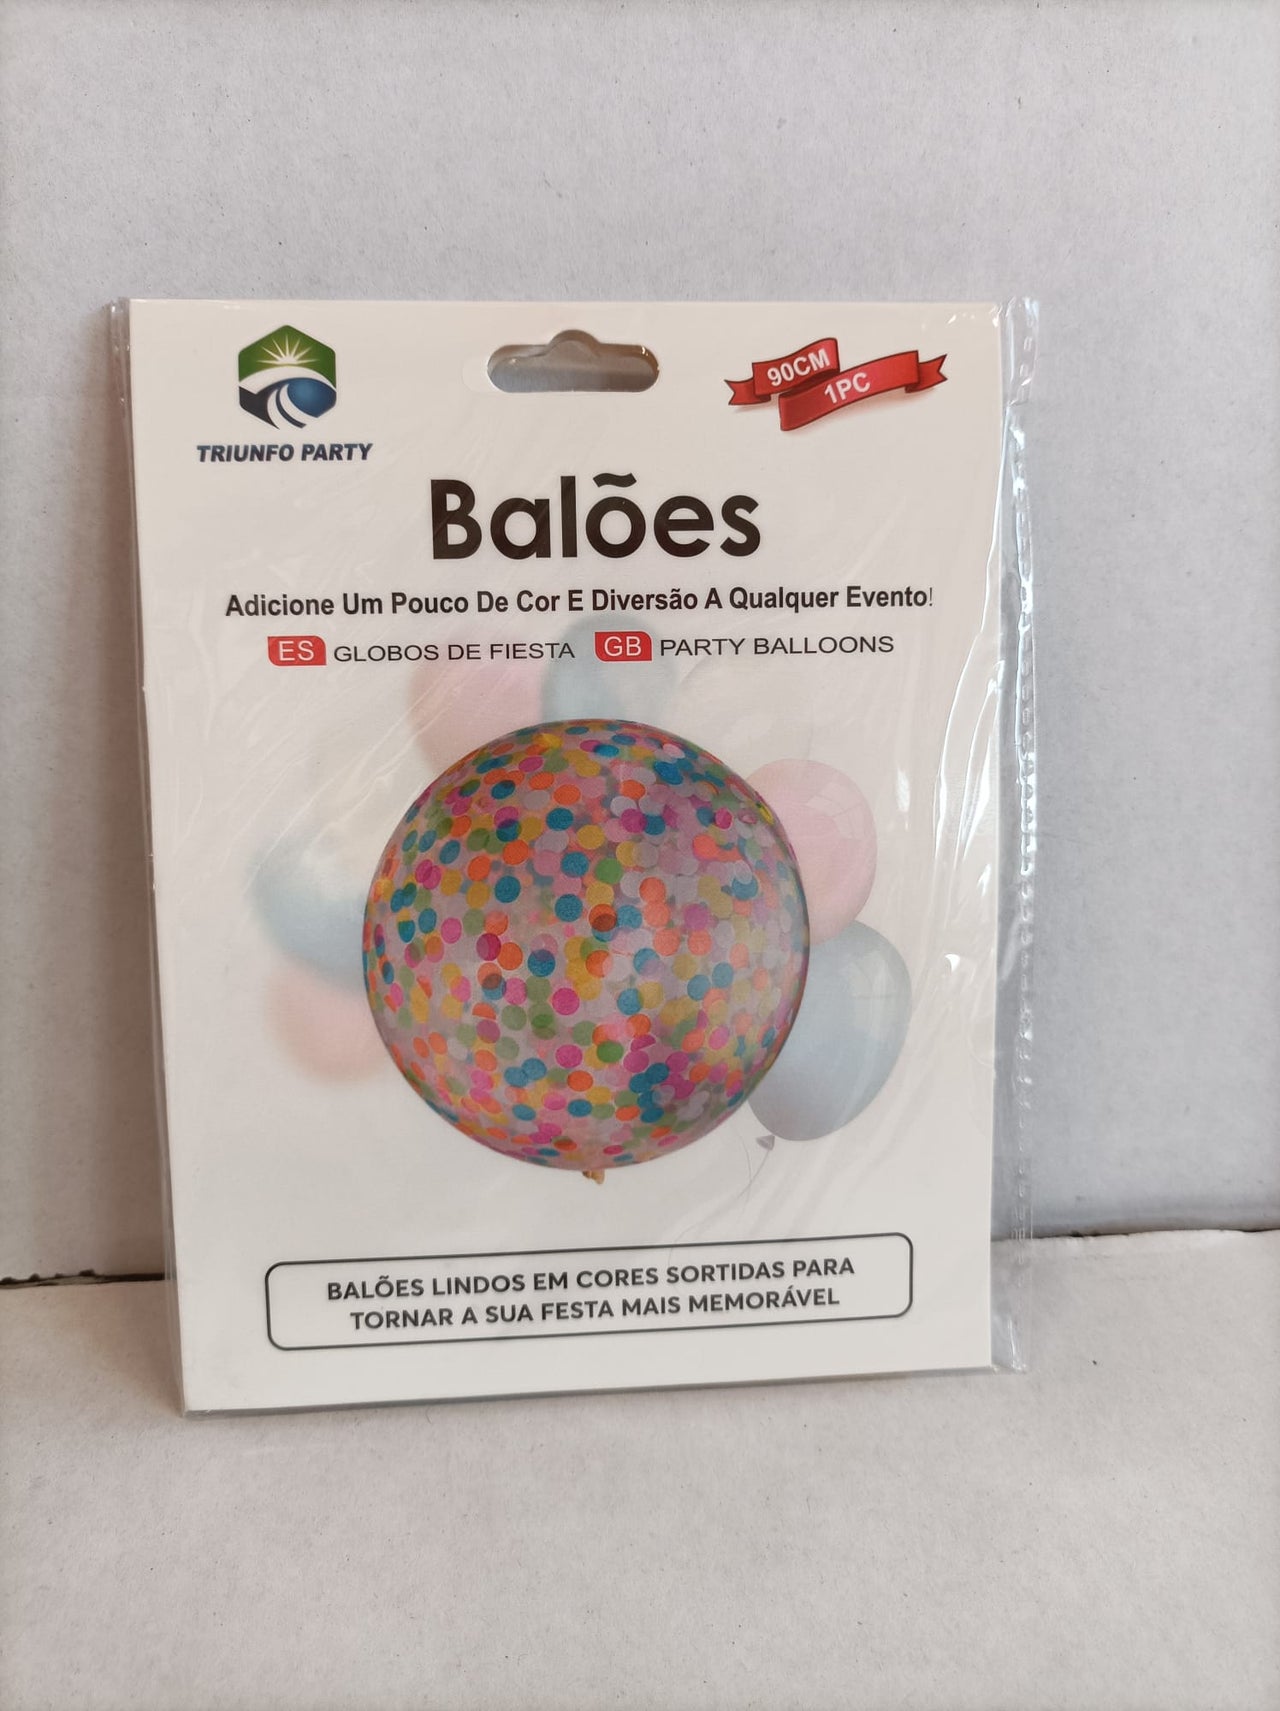 TRIUNFO PARTY
90CM
1PC
Balões
Adicione Um Pouco De Cor E Diversão A Qualquer Evento!
ES GLOBOS DE FIESTA GB PARTY BALLOONS
BALÕES LINDOS EM CORES SORTIDAS PARA
TORNAR A SUA FESTA MAIS MEMORÁVEL